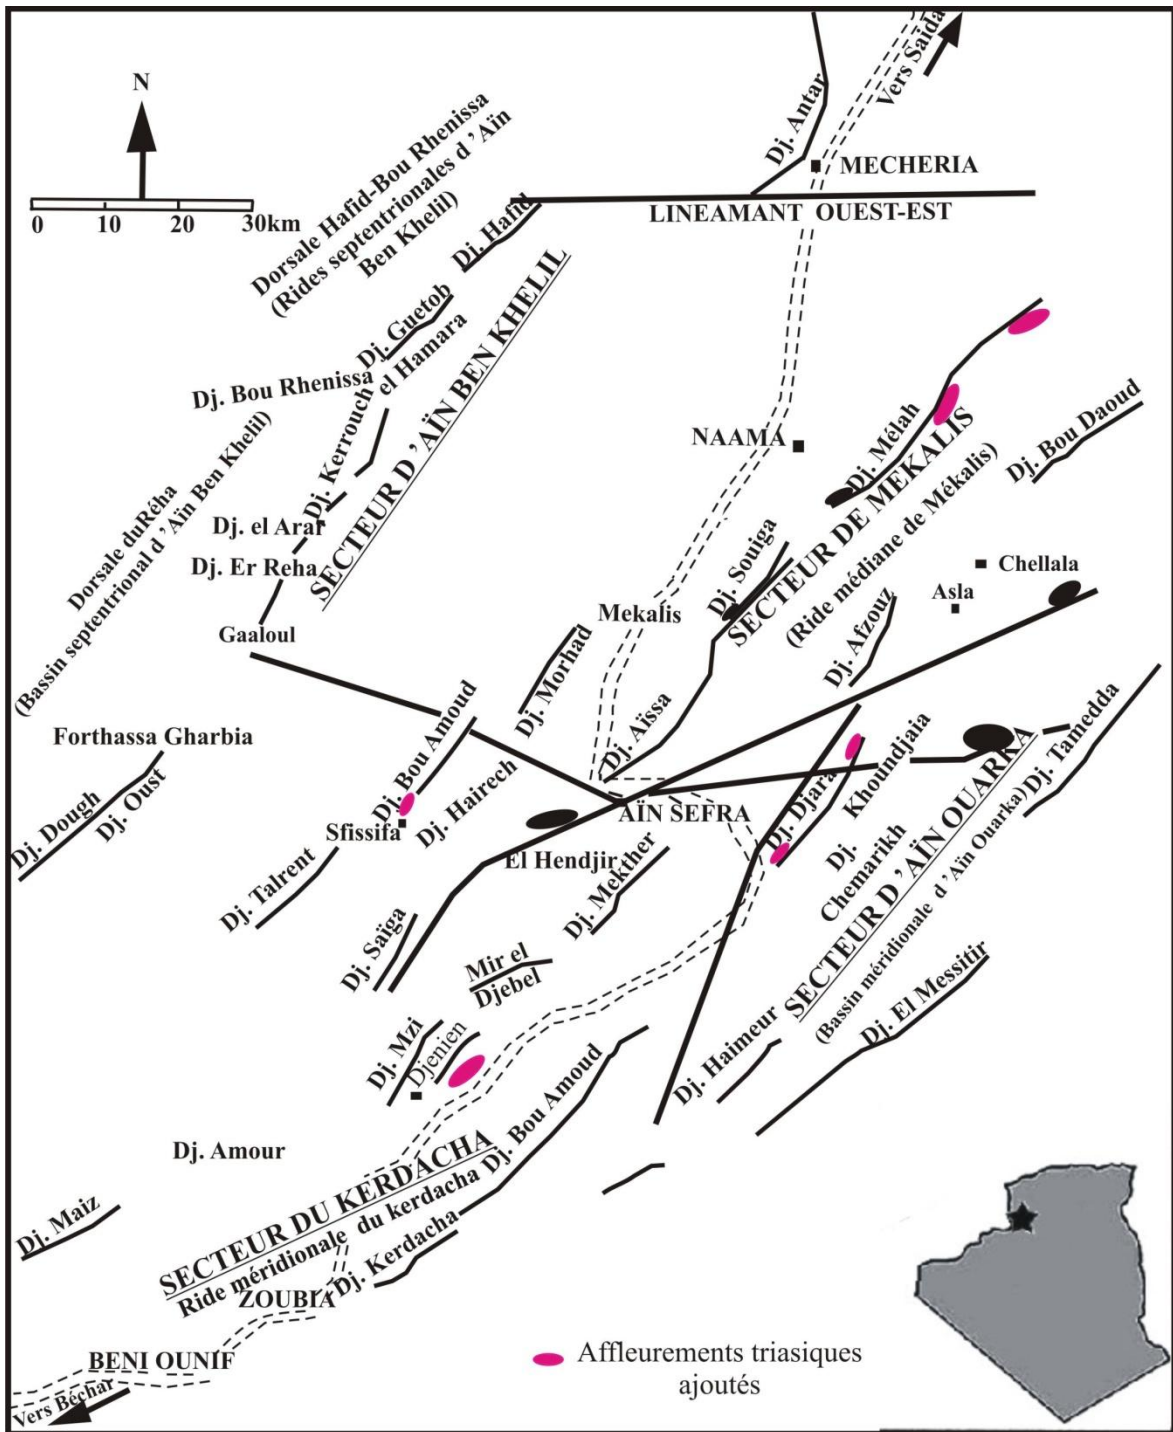 Vers Saida
N
Dj. Antar
MECHERIA
0 10 20 30km
LINEAMANT OUEST-EST
Dorsale Hafid-Bou Rhenissa
(Rides septentrionales d ’Aïn
Ben Khelil)
Dj. Hafid
Dj. Guetob
el Hamara
Dj. Bou Rhenissa
Dj. Kerrouch
SECTEUR D ’AÏN BEN KHELIL
NAAMA
Dj. Mélah
Dj. Bou Daoud
SECTEUR DE MEKALIS
(Ride médiane de Mékalis)
Dorsale duRéha
(Bassin septentrional d ’Aïn Ben Khelil)
Dj. el Arar
Dj. Er Reha
Gaaloul
Dj. Souiga
Mekalis
Chellala
Asla
Dj. Afzouz
Dj. Morhad
Dj. Aïssa
Forthassa Gharbia
Dj. Dough
Dj. Oust
Dj. Bou Amoud
Sfissifa
Dj. Hairech
Dj. Talrent
AÏN SEFRA
El Hendjir
Dj. Mekther
Dj. Djara
Khoundjaia
Dj.
Chemarikh
Dj. Tamedda
SECTEUR D ’AÏN OUARKA
(Bassin méridionale d ’Aïn Ouarka)
Dj. El Messitir
Dj. Haimeur
Dj. Saïga
Mir el
Djebel
Dj. Mzi
Djenien
Dj. Amour
Dj. Maiz
Dj. Bou Amoud
SECTEUR DU KERDACHA
Ride méridionale du kerdacha
Dj. Kerdacha
ZOUBIA
BENI OUNIF
Vers Béchar
Affleurements triasiques
ajoutés